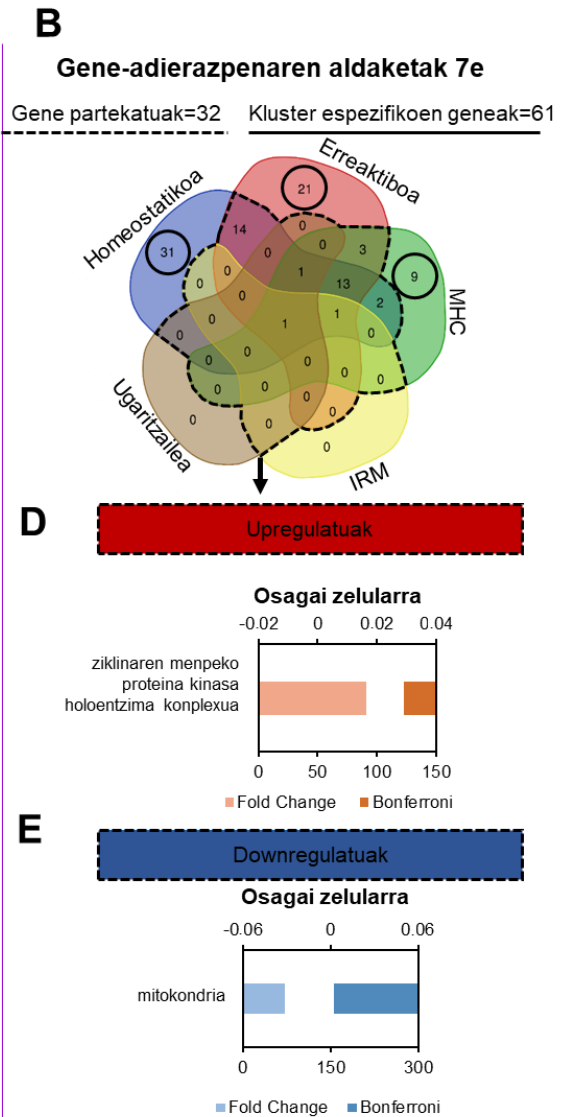 B
Gene-adierazpenaren aldaketak 7e
Gene partekatuak=32
Kluster espezifikoen geneak=61
Homeostatikoa
Erreaktiboa
MHC
IRM
Ugaritzailea
21
14
0
31
0
0
3
9
0
0
1
13
2
0
1
0
0
1
0
0
0
0
0
0
0
0
0
0
0
0
0
D
Upregulatuak
Osagai zelularra
-0.02 0 0.02 0.04
ziklinaren menpeko
proteina kinasa
holoentzima konplexua
0 50 100 150
Fold Change Bonferroni
E
Downregulatuak
Osagai zelularra
-0.06 0 0.06
mitokondria
0 150 300
Fold Change Bonferroni